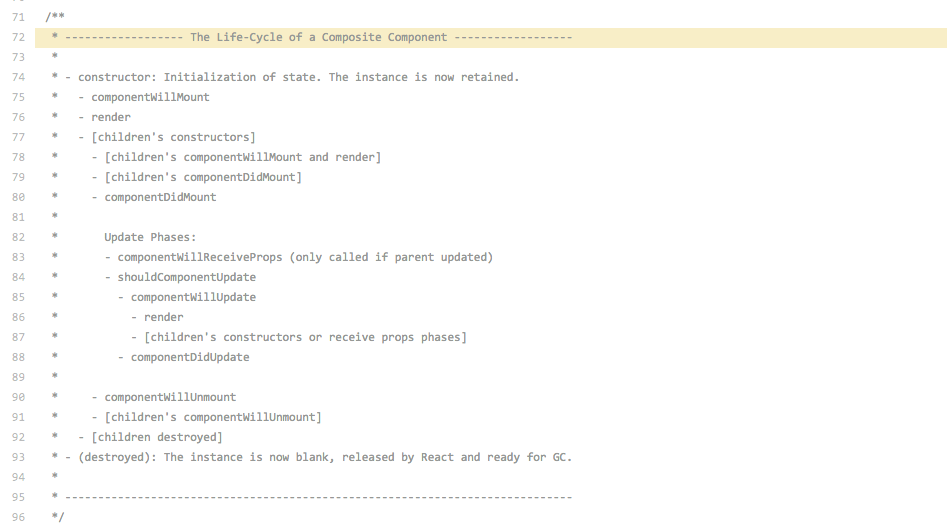 71 /**
72 * ------------------ The Life-Cycle of a Composite Component ------------------
73 *
74 * - constructor: Initialization of state. The instance is now retained.
75 *   - componentWillMount
76 *   - render
77 *   - [children's constructors]
78 *     - [children's componentWillMount and render]
79 *     - [children's componentDidMount]
80 *     - componentDidMount
81 *
82 *       Update Phases:
83 *       - componentWillReceiveProps (only called if parent updated)
84 *       - shouldComponentUpdate
85 *         - componentWillUpdate
86 *           - render
87 *           - [children's constructors or receive props phases]
88 *         - componentDidUpdate
89 *
90 *     - componentWillUnmount
91 *     - [children's componentWillUnmount]
92 *   - [children destroyed]
93 * - (destroyed): The instance is now blank, released by React and ready for GC.
94 *
95 * -----------------------------------------------------------------------------
96 */